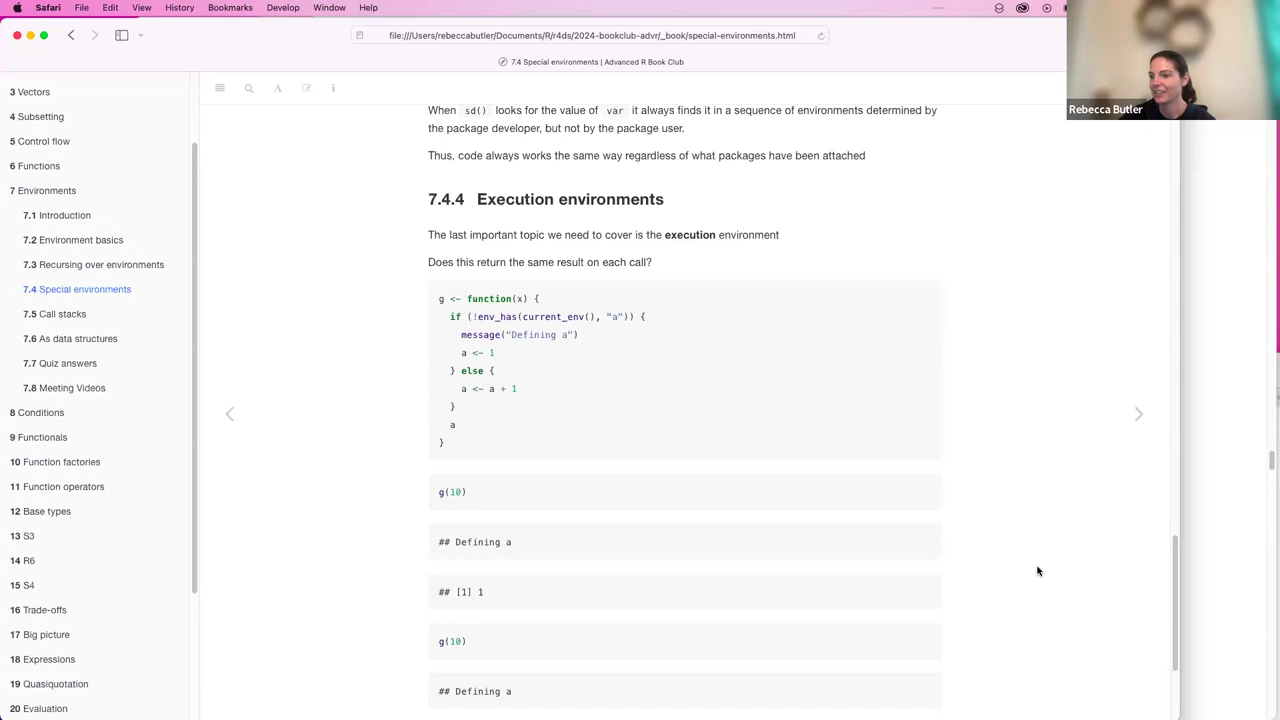 Safari File Edit View History Bookmarks Develop Window Help
file:///Users/rebeccabutler/Documents/R/r4ds/2024-bookclub-advr/_book/special-environments.html
7.4 Special environments | Advanced R Book Club
Rebecca Butler
3 Vectors
4 Subsetting
5 Control flow
6 Functions
7 Environments
7.1 Introduction
7.2 Environment basics
7.3 Recursing over environments
7.4 Special environments
7.5 Call stacks
7.6 As data structures
7.7 Quiz answers
7.8 Meeting Videos
8 Conditions
9 Functionals
10 Function factories
11 Function operators
12 Base types
13 S3
14 R6
15 S4
16 Trade-offs
17 Big picture
18 Expressions
19 Quasiquotation
20 Evaluation
When sd() looks for the value of var it always finds it in a sequence of environments determined by
the package developer, but not by the package user.
Thus, code always works the same way regardless of what packages have been attached
7.4.4 Execution environments
The last important topic we need to cover is the execution environment
Does this return the same result on each call?
g <- function(x) {
if (!env_has(current_env(), "a")) {
message("Defining a")
a <- 1
} else {
a <- a + 1
}
a
}
g(10)
## Defining a
## [1] 1
g(10)
## Defining a